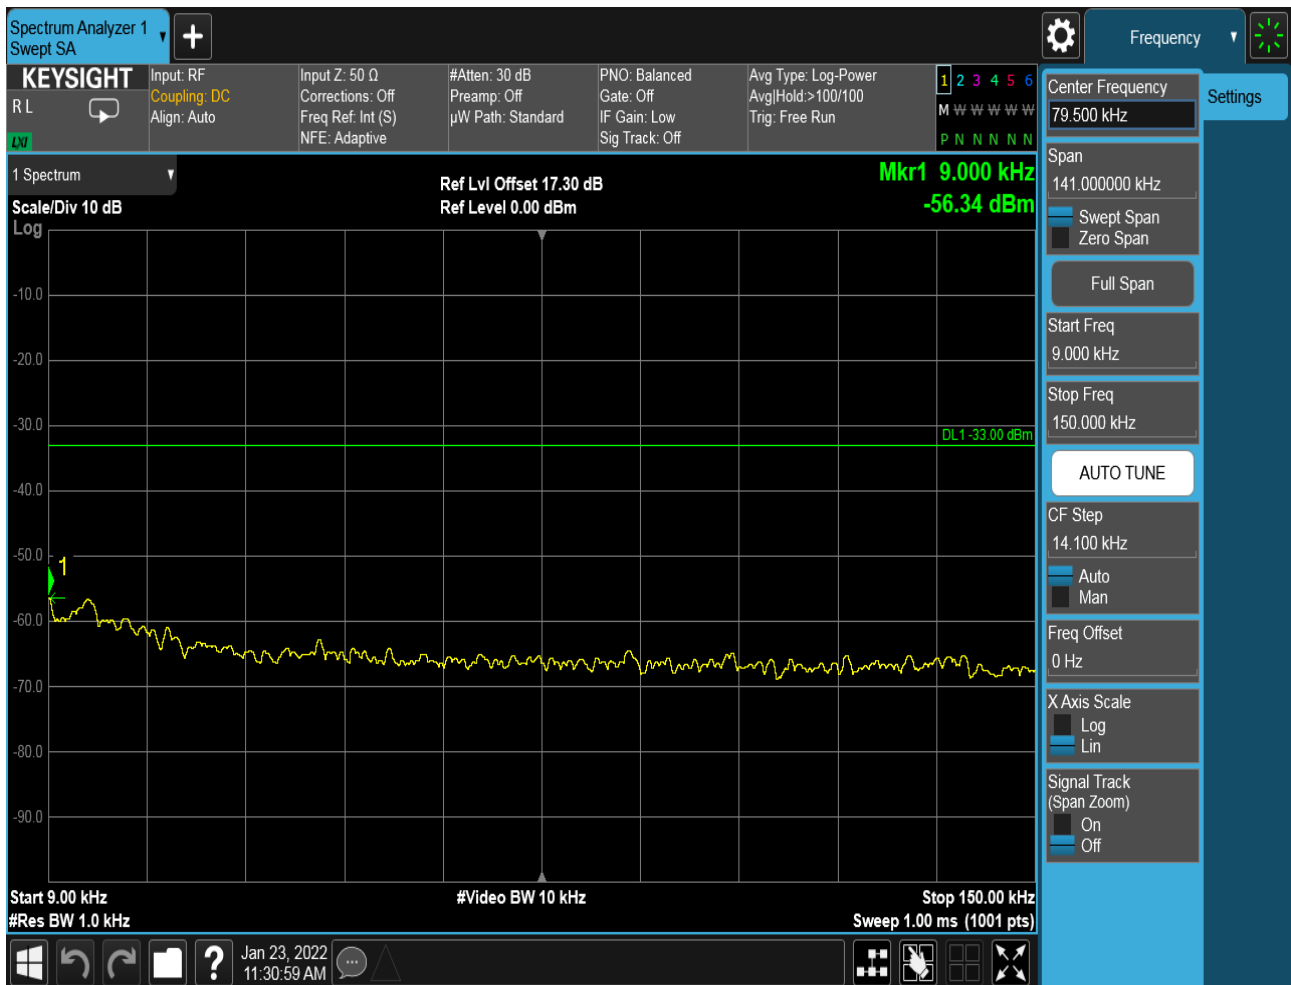 Spectrum Analyzer 1
Swept SA
Frequency
KEYSIGHT
R L
LXI
Input: RF
Coupling: DC
Align: Auto
Input Z: 50 Ω
Corrections: Off
Freq Ref: Int (S)
NFE: Adaptive
#Atten: 30 dB
Preamp: Off
µW Path: Standard
PNO: Balanced
Gate: Off
IF Gain: Low
Sig Track: Off
Avg Type: Log-Power
Avg|Hold:>100/100
Trig: Free Run
1 2 3 4 5 6
M W W W W W
P N N N N N
1 Spectrum
Scale/Div 10 dB
Log
Ref Lvl Offset 17.30 dB
Ref Level 0.00 dBm
Mkr1 9.000 kHz
-56.34 dBm
-10.0
-20.0
-30.0
DL1 -33.00 dBm
-40.0
-50.0
1
-60.0
-70.0
-80.0
-90.0
Start 9.00 kHz
#Res BW 1.0 kHz
#Video BW 10 kHz
Stop 150.00 kHz
Sweep 1.00 ms (1001 pts)
Center Frequency
79.500 kHz
Span
141.000000 kHz
Swept Span
Zero Span
Full Span
Start Freq
9.000 kHz
Stop Freq
150.000 kHz
AUTO TUNE
CF Step
14.100 kHz
Auto
Man
Freq Offset
0 Hz
X Axis Scale
Log
Lin
Signal Track
(Span Zoom)
On
Off
Settings
?
Jan 23, 2022
11:30:59 AM